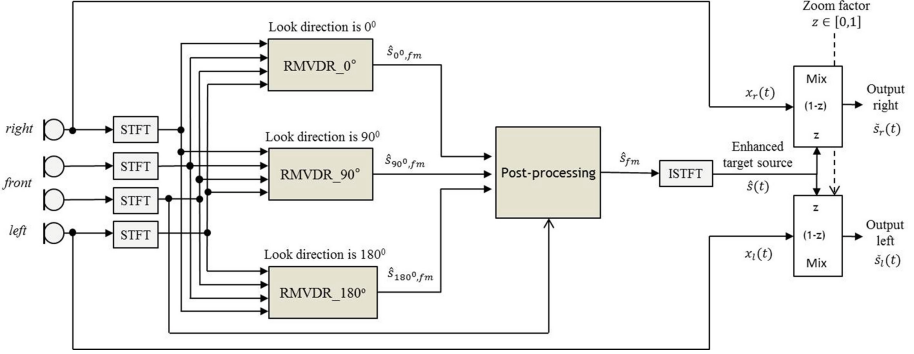 Zoom factor
z ∈ [0,1]
Look direction is 0⁰
RMVDR_0°
ŝ₀⁰,fm
Mix
(1-z)
z
x_r(t)
Output
right
s̆_r(t)
right
STFT
Look direction is 90⁰
RMVDR_90°
ŝ₉₀⁰,fm
STFT
front
STFT
left
STFT
Post-processing
ŝ_fm
ISTFT
Enhanced
target source
ŝ(t)
z
(1-z)
Mix
x_l(t)
Output
left
s̆_l(t)
Look direction is 180⁰
RMVDR_180°
ŝ₁₈₀⁰,fm